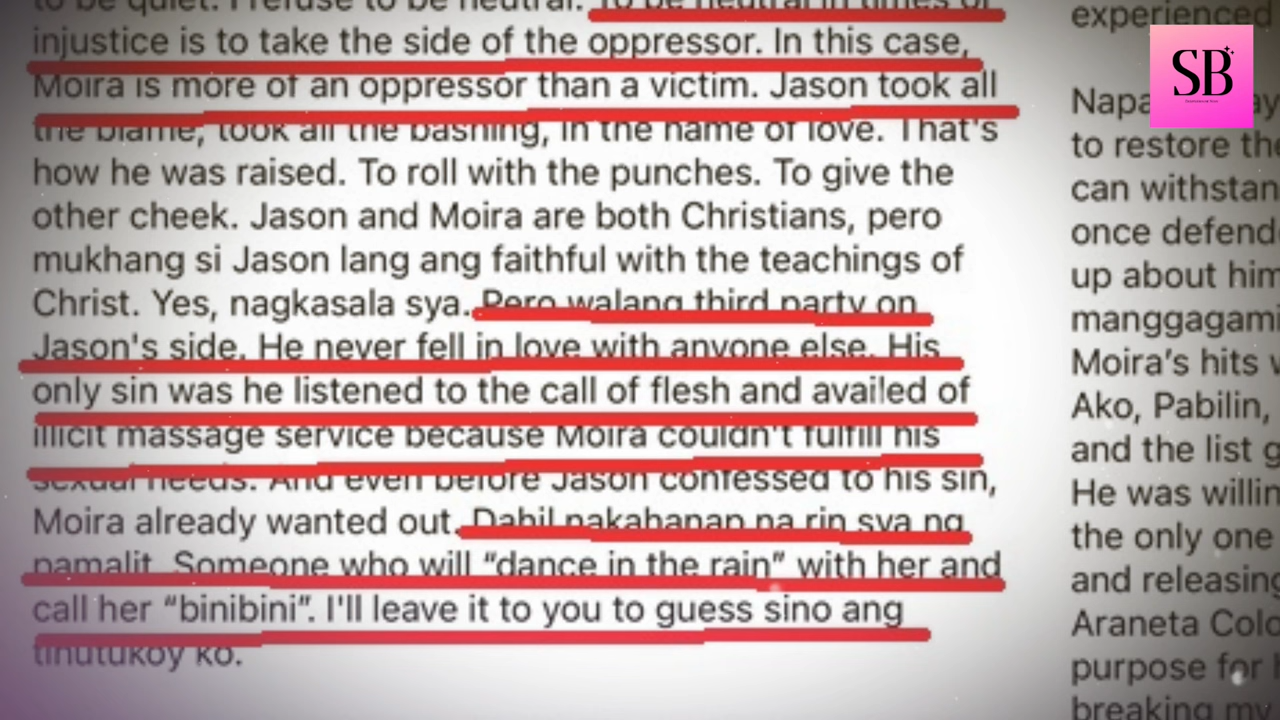 to be quiet. I refuse to be neutral. To be neutral in times of
injustice is to take the side of the oppressor. In this case,
Moira is more of an oppressor than a victim. Jason took all
the blame, took all the bashing, in the name of love. That's
how he was raised. To roll with the punches. To give the
other cheek. Jason and Moira are both Christians, pero
mukhang si Jason lang ang faithful with the teachings of
Christ. Yes, nagkasala sya. Pero walang third party on
Jason's side. He never fell in love with anyone else. His
only sin was he listened to the call of flesh and availed of
illicit massage service because Moira couldn't fulfill his
sexual needs. And even before Jason confessed to his sin,
Moira already wanted out. Dahil nakahanap na rin sya ng
pamalit. Someone who will “dance in the rain” with her and
call her “binibini”. I'll leave it to you to guess sino ang
tinutukoy ko.
experienced
to restore
can
once
up about him
Moira’s hits
Ako, Pabilin,
and the list
He was
the only one
and releasing
Araneta
purpose for
breaking my
SB